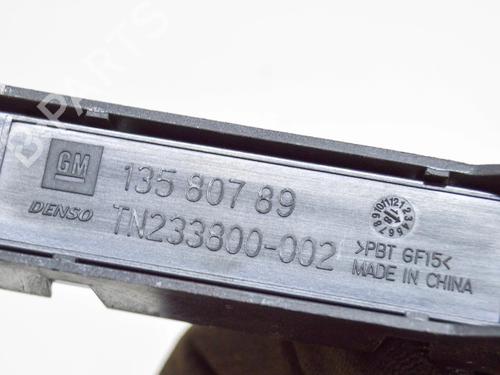 GM
135 807 89
DENSO
TN233800-002
>PBT GF15<
MADE IN CHINA